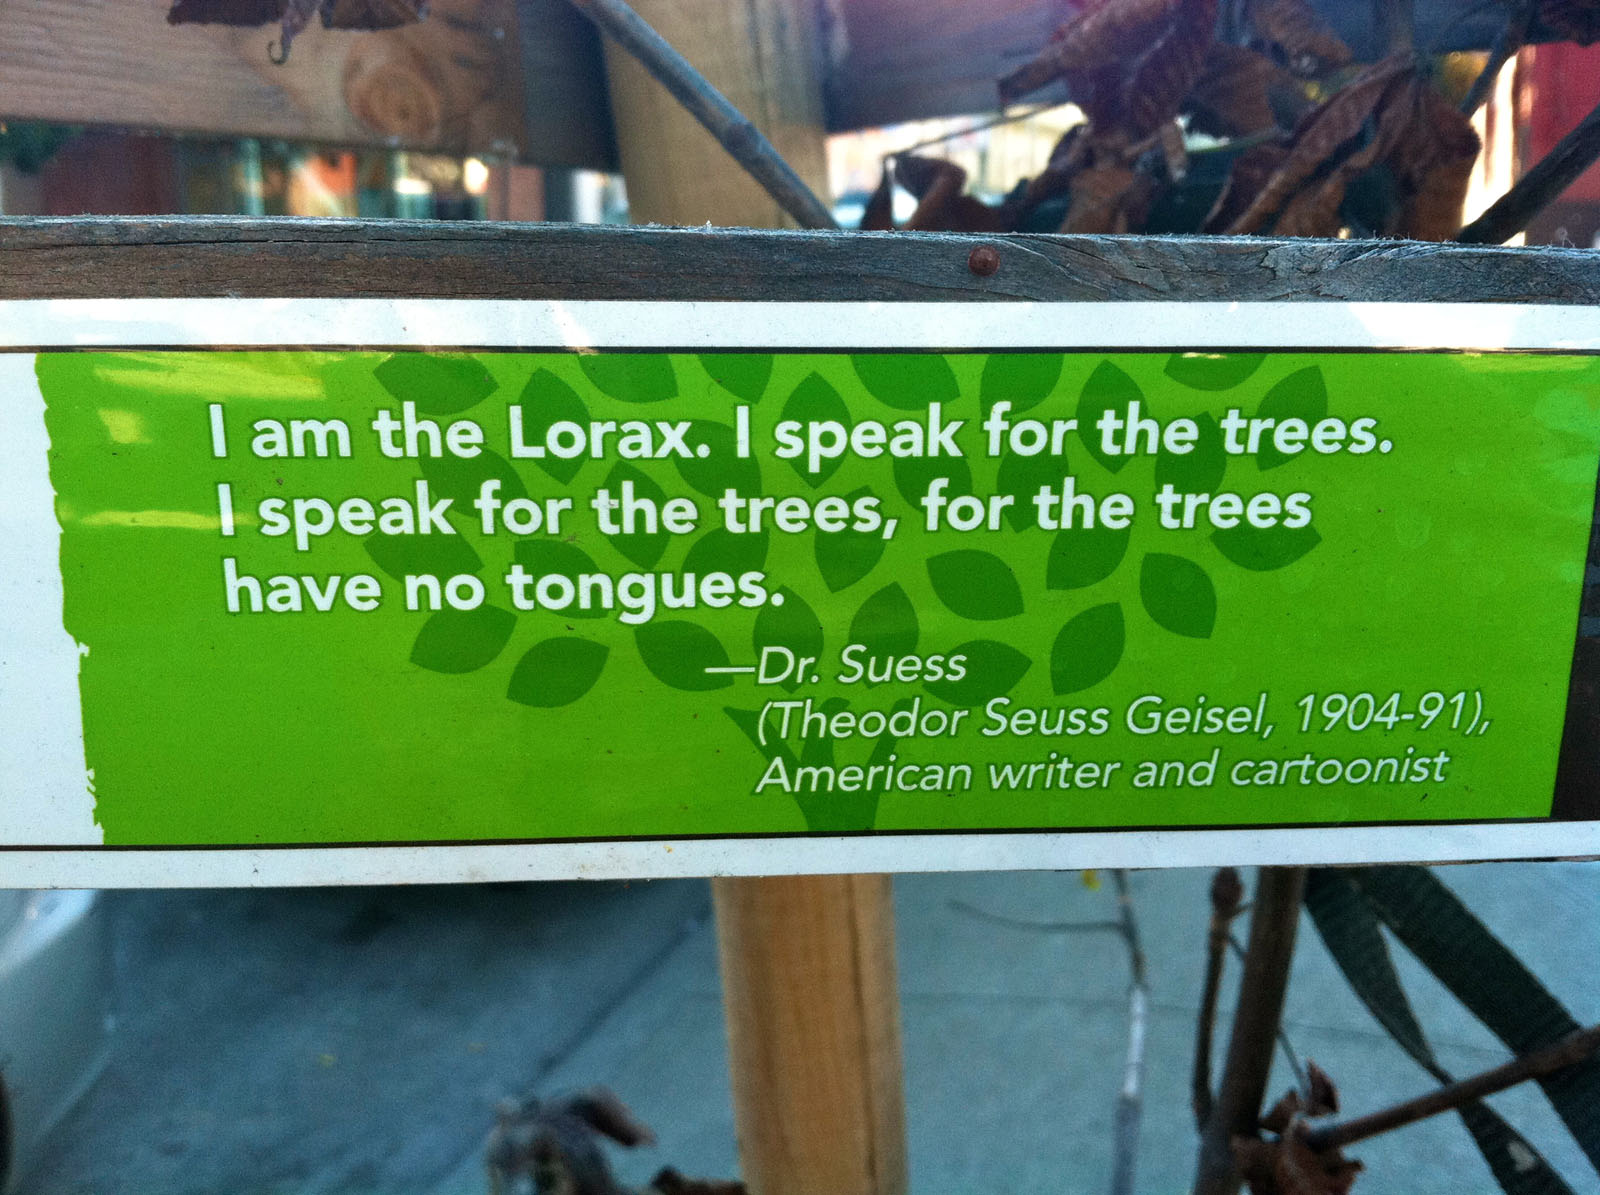 I am the Lorax. I speak for the trees.
I speak for the trees, for the trees
have no tongues.
—Dr. Suess
(Theodor Seuss Geisel, 1904-91),
American writer and cartoonist